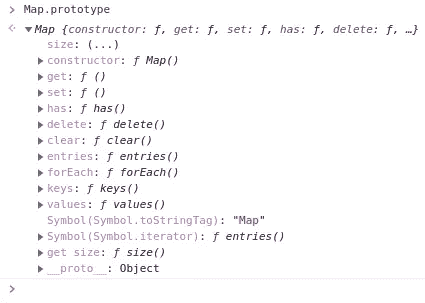 > Map.prototype
< ▼Map {constructor: ƒ, get: ƒ, set: ƒ, has: ƒ, delete: ƒ, …}
size: (...)
▶ constructor: ƒ Map()
▶ get: ƒ ()
▶ set: ƒ ()
▶ has: ƒ has()
▶ delete: ƒ delete()
▶ clear: ƒ clear()
▶ entries: ƒ entries()
▶ forEach: ƒ forEach()
▶ keys: ƒ keys()
▶ values: ƒ values()
Symbol(Symbol.toStringTag): "Map"
▶ Symbol(Symbol.iterator): ƒ entries()
▶ get size: ƒ size()
▶ __proto__: Object
>